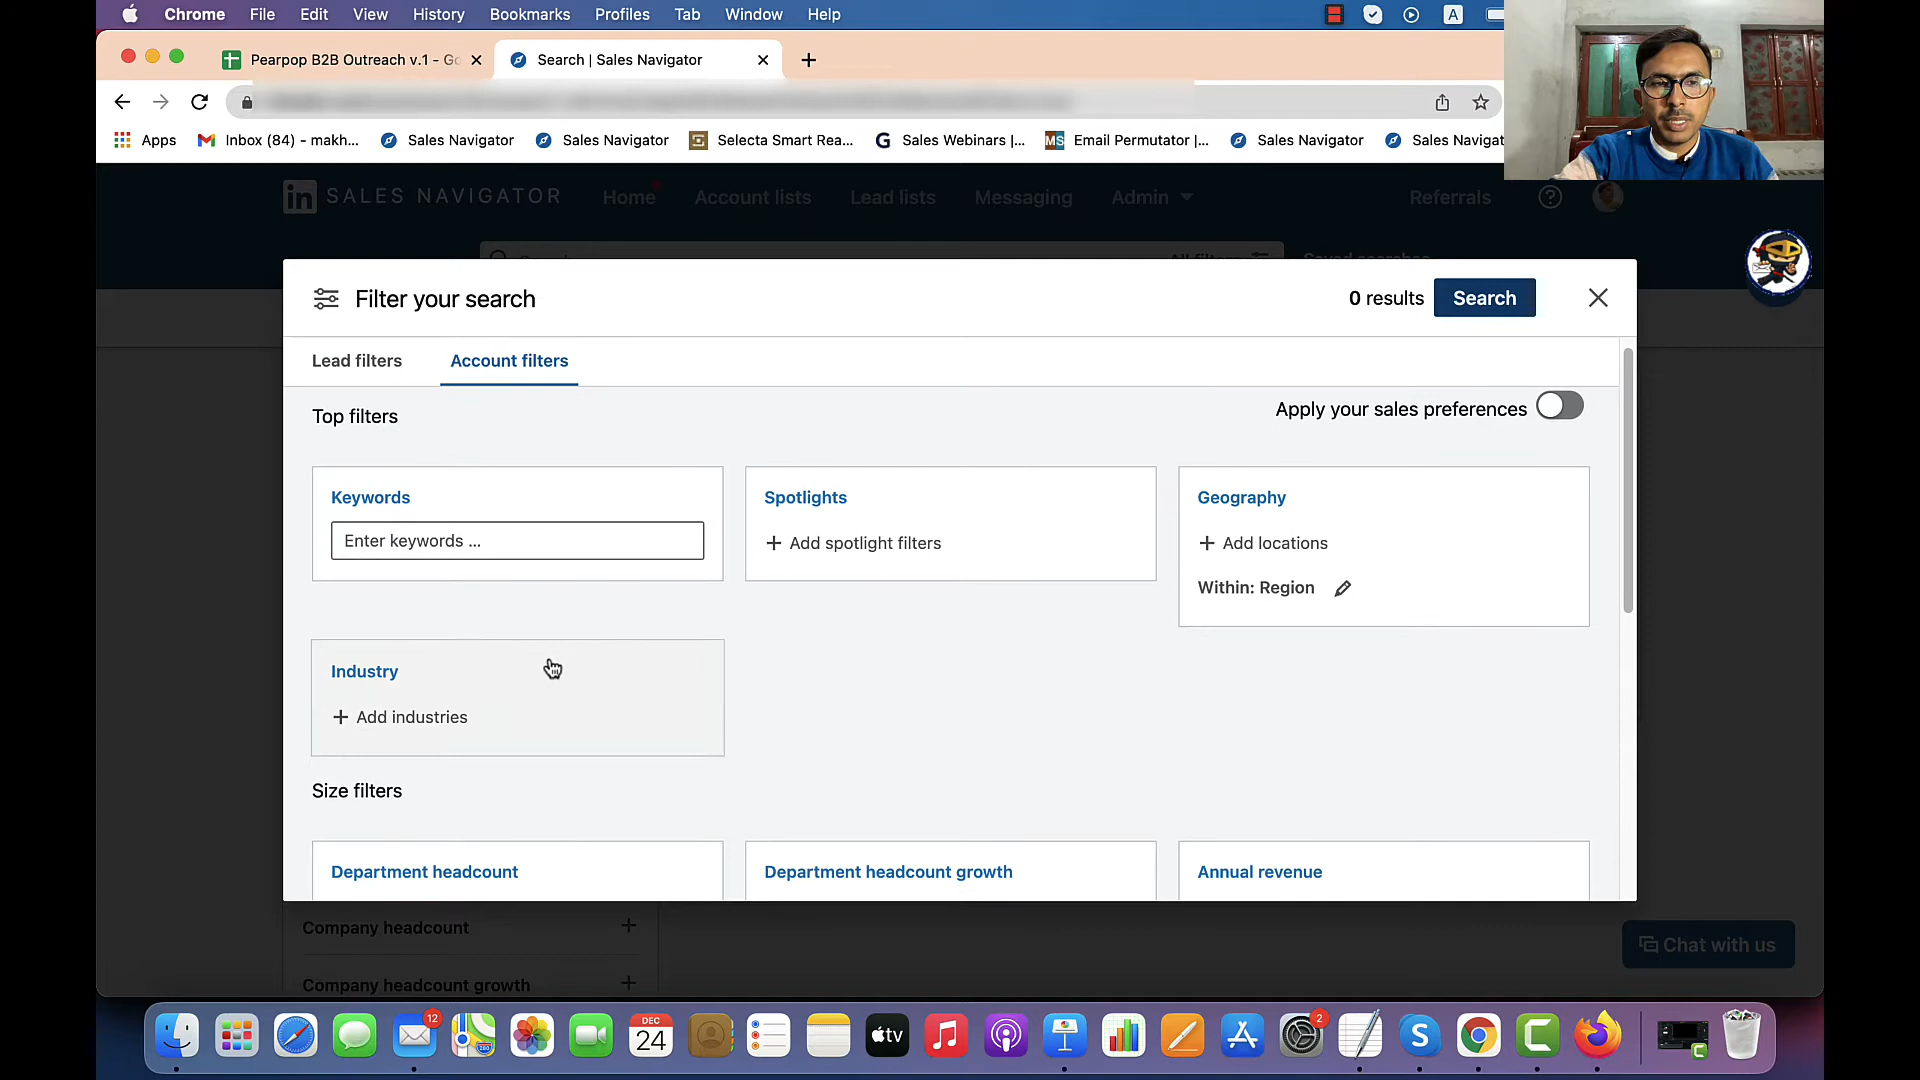 Chrome File Edit View History Bookmarks Profiles Tab Window Help A
Pearpop B2B Outreach v.1 - Go Search | Sales Navigator
Apps Inbox (84) - makh... Sales Navigator Sales Navigator Selecta Smart Rea... G Sales Webinars |... MS Email Permutator |... Sales Navigator Sales Navigat
in SALES NAVIGATOR Home Account lists Lead lists Messaging Admin Referrals
Filter your search 0 results Search
Lead filters Account filters
Top filters Apply your sales preferences
Keywords Spotlights Geography
Enter keywords ... + Add spotlight filters + Add locations
Within: Region
Industry
+ Add industries
Size filters
Department headcount Department headcount growth Annual revenue
Company headcount +
Chat with us
Company headcount growth +
12 DEC 24 tv 2